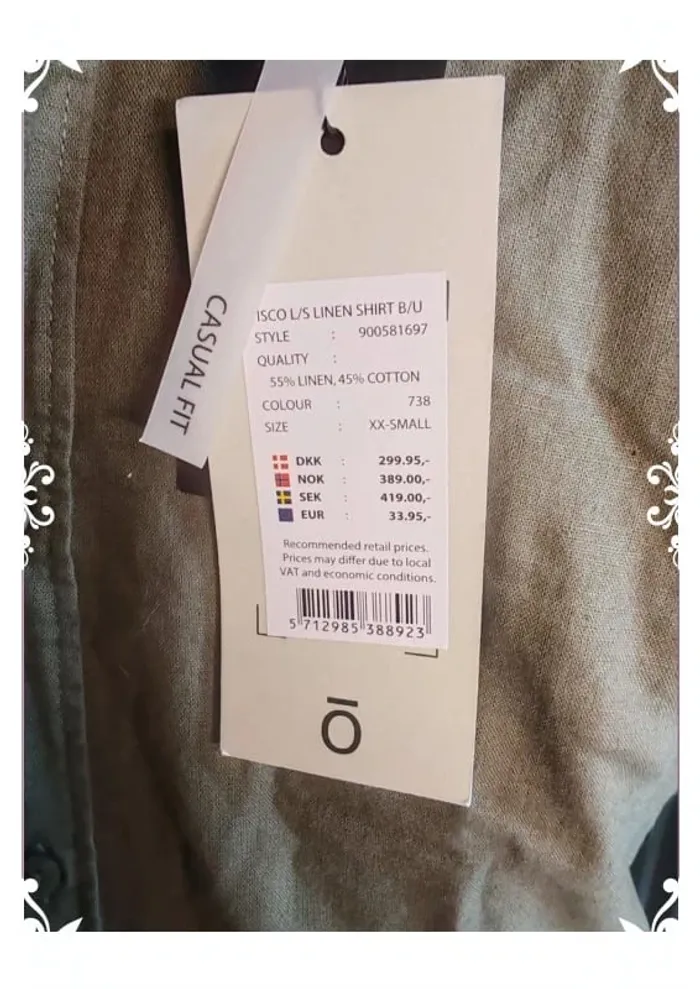 CASUAL FIT
ISCO L/S LINEN SHIRT B/U
STYLE : 900581697
QUALITY :
55% LINEN, 45% COTTON
COLOUR : 738
SIZE : XX-SMALL
DKK : 299.95,-
NOK : 389.00,-
SEK : 419.00,-
EUR : 33.95,-
Recommended retail prices.
Prices may differ due to local
VAT and economic conditions.
5 712985 388923
Ō